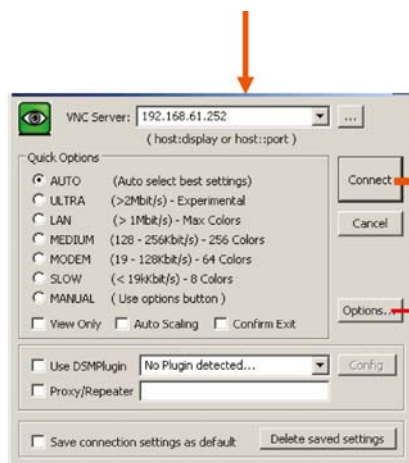 VNC Server: 192.168.61.252 ...
( host:display or host::port )
Quick Options
AUTO (Auto select best settings)
ULTRA (>2Mbit/s) - Experimental
LAN (> 1Mbit/s) - Max Colors
MEDIUM (128 - 256Kbit/s) - 256 Colors
MODEM (19 - 128Kbit/s) - 64 Colors
SLOW (< 19kKbit/s) - 8 Colors
MANUAL ( Use options button )
View Only Auto Scaling Confirm Exit
Connect
Cancel
Options...
Use DSMPlugin No Plugin detected... Config
Proxy/Repeater
Save connection settings as default Delete saved settings